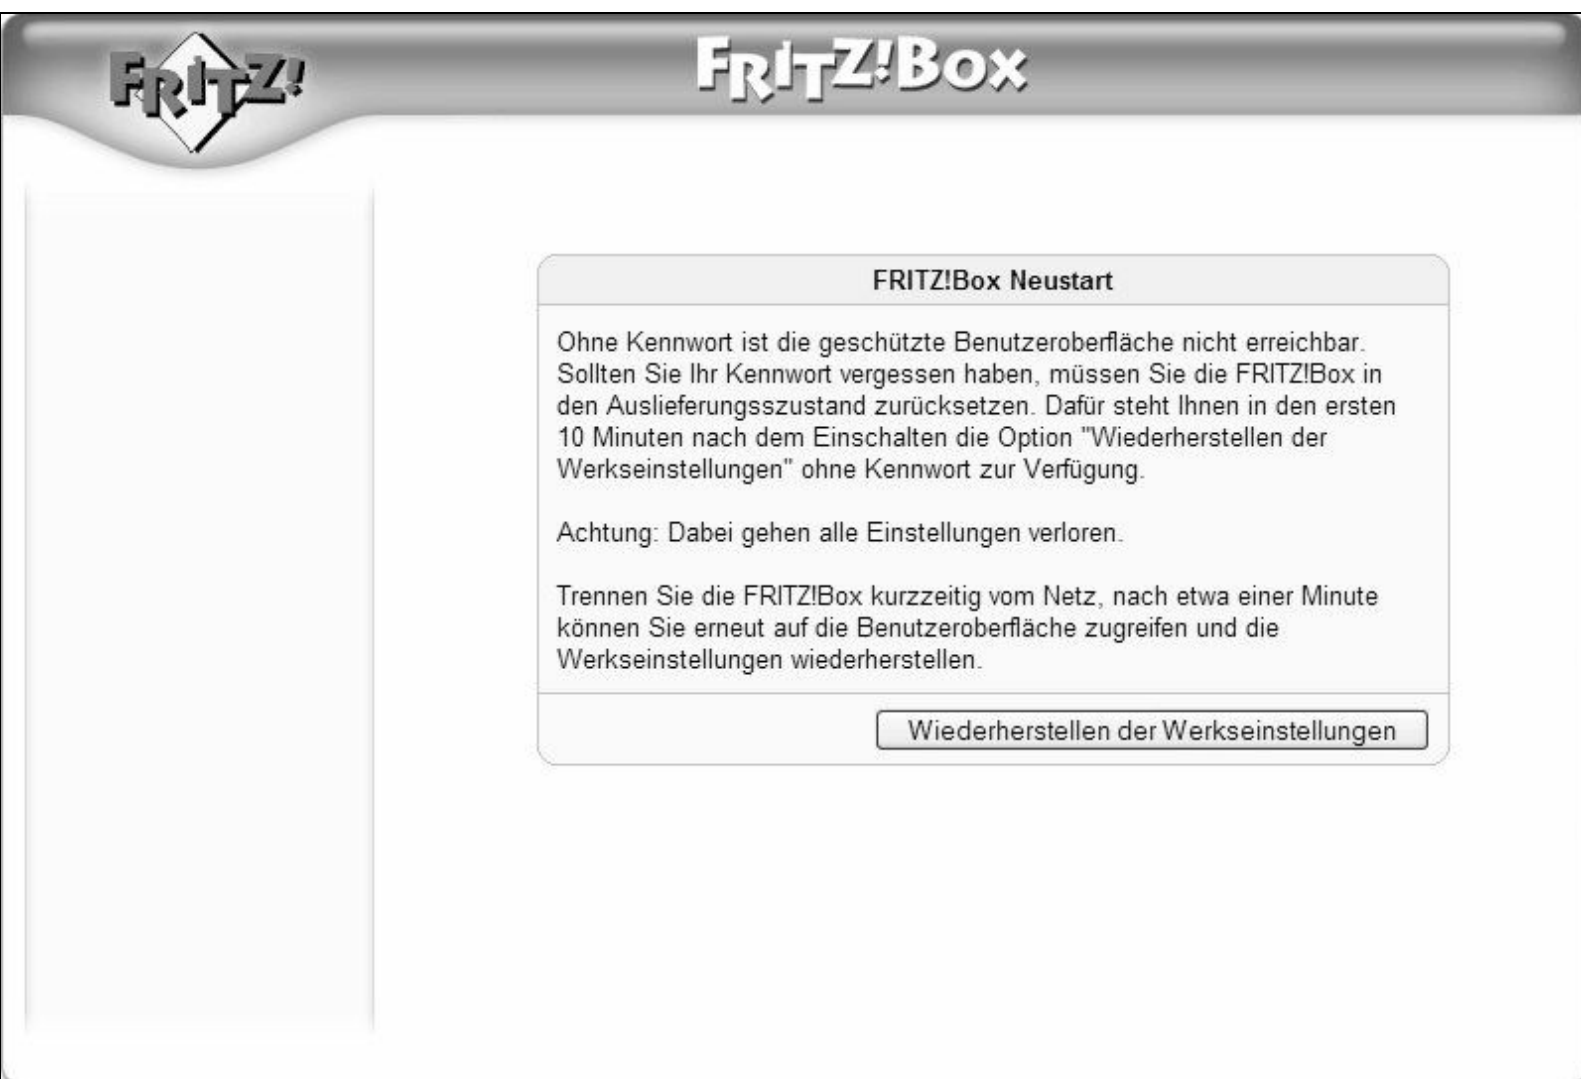 FRITZ!
FRITZ!BOX
FRITZ!Box Neustart
Ohne Kennwort ist die geschützte Benutzeroberfläche nicht erreichbar.
Sollten Sie Ihr Kennwort vergessen haben, müssen Sie die FRITZ!Box in
den Auslieferungsszustand zurücksetzen. Dafür steht Ihnen in den ersten
10 Minuten nach dem Einschalten die Option "Wiederherstellen der
Werkseinstellungen" ohne Kennwort zur Verfügung.
Achtung: Dabei gehen alle Einstellungen verloren.
Trennen Sie die FRITZ!Box kurzzeitig vom Netz, nach etwa einer Minute
können Sie erneut auf die Benutzeroberfläche zugreifen und die
Werkseinstellungen wiederherstellen.
Wiederherstellen der Werkseinstellungen